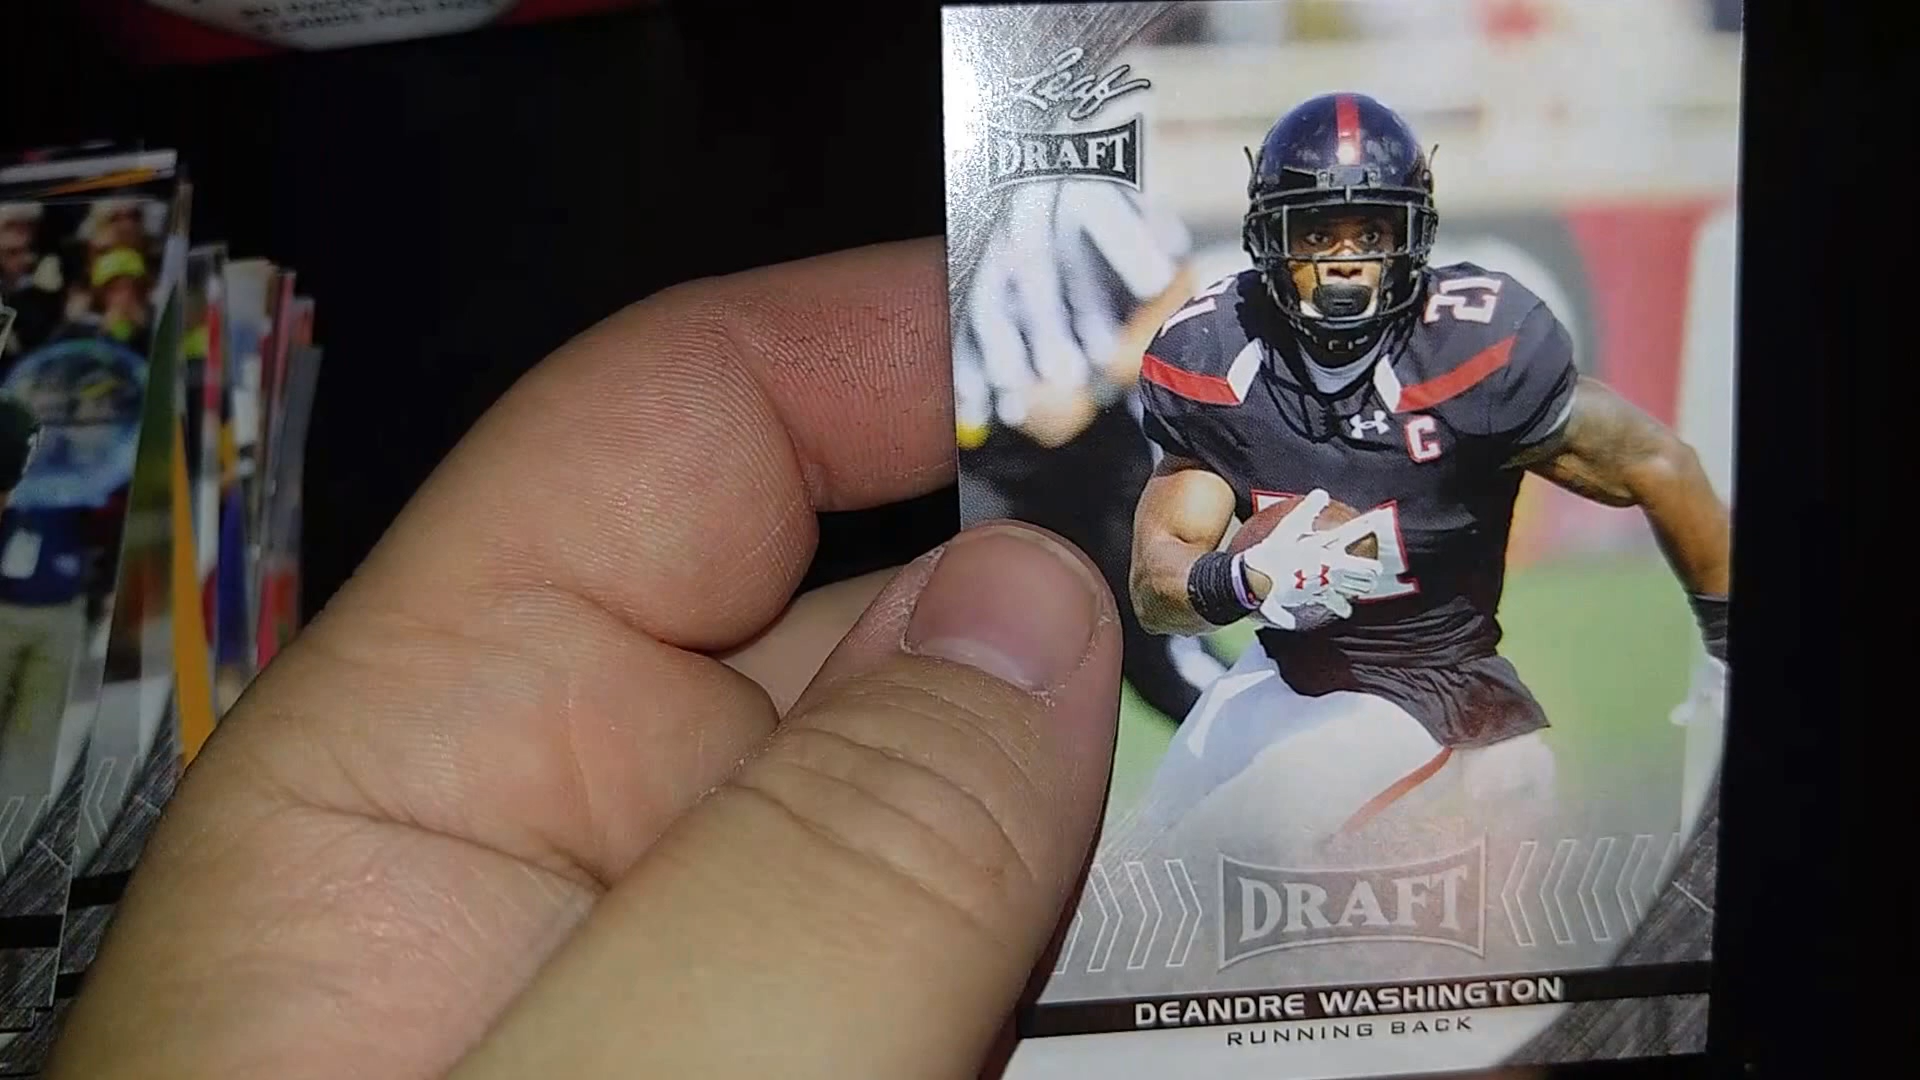 Leaf
DRAFT
21
C
DRAFT
DEANDRE WASHINGTON
RUNNING BACK